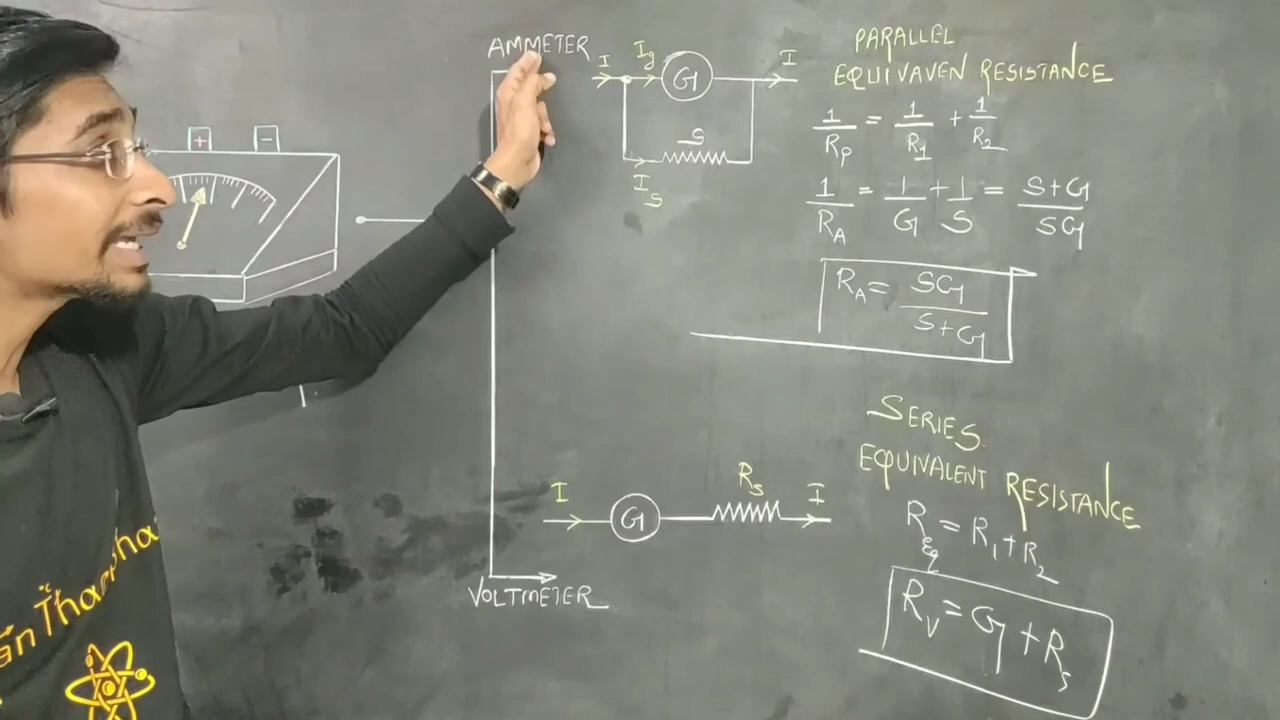 + -
AMMETER
I Ig G I
S
Is
PARALLEL
EQUIVAVEN RESISTANCE
1/Rp = 1/R1 + 1/R2
1/RA = 1/G + 1/S = S+G/SG
RA = SG/S+G
SERIES
EQUIVALENT RESISTANCE
REq = R1 + R2
RV = G + Rs
I G Rs I
VOLTMETER